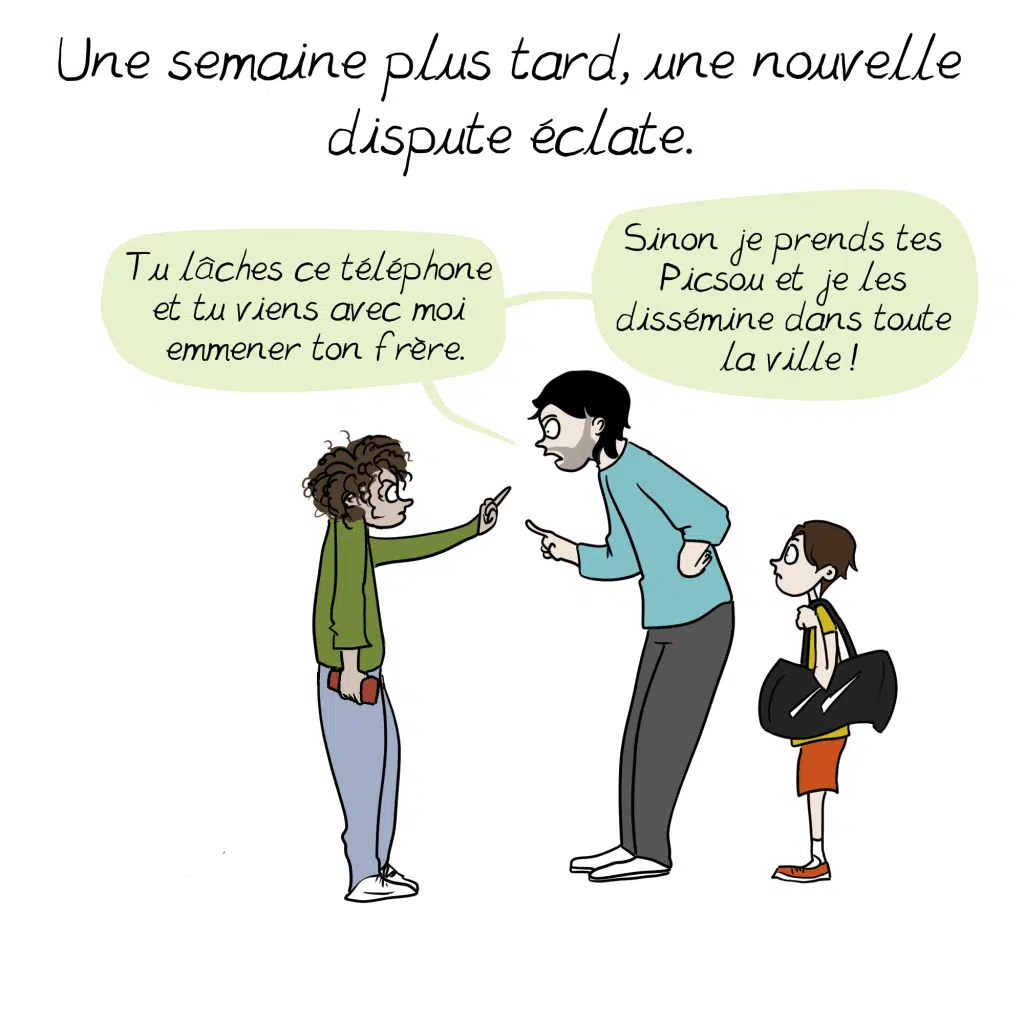 Une semaine plus tard, une nouvelle
dispute éclate.
Tu lâches ce téléphone
et tu viens avec moi
emmener ton frère.
Sinon je prends tes
Picsou et je les
dissémine dans toute
la ville !